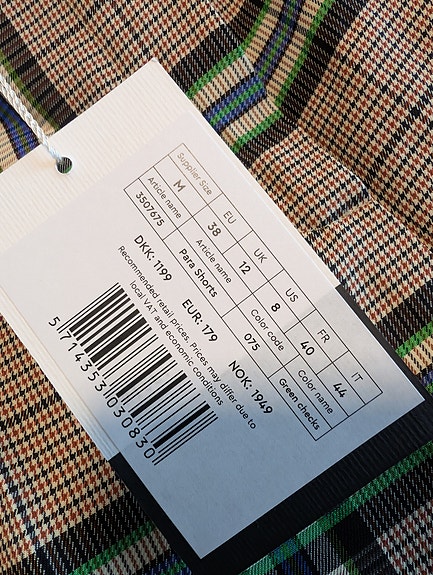 Supplier Size EU UK US FR IT
M 38 12 8 40 44
Article name Article name Color code Color name
3507675 Para Shorts 075 Green checks
DKK: 1199 EUR: 179 NOK: 1949
Recommended retail prices. Prices may differ due to
local VAT and economic conditions
5 714353 030830